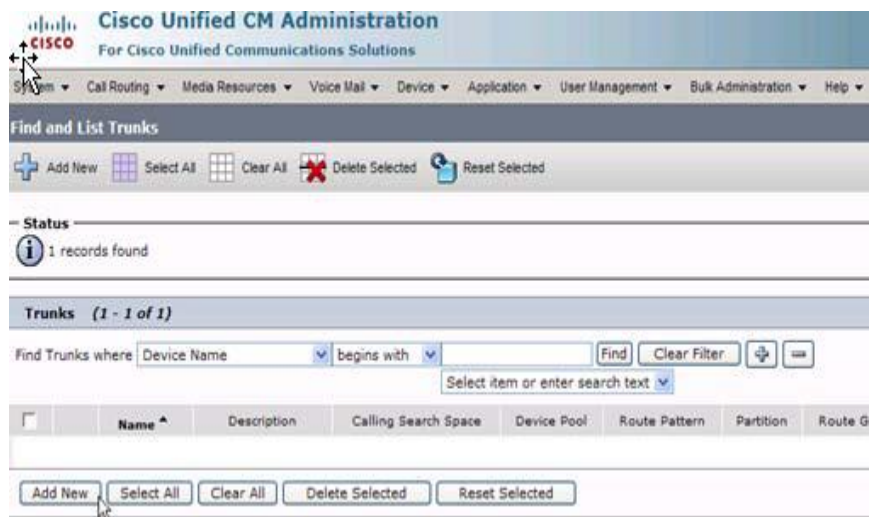 Cisco Unified CM Administration
CISCO
For Cisco Unified Communications Solutions
Call Routing Media Resources Voice Mail Device Application User Management Bulk Administration Help
Find and List Trunks
Add New Select All Clear All Delete Selected Reset Selected
Status
1 records found
Trunks (1 - 1 of 1)
Find Trunks where Device Name begins with Find Clear Filter
Select item or enter search text
Name Description Calling Search Space Device Pool Route Pattern Partition Route G
Add New Select All Clear All Delete Selected Reset Selected